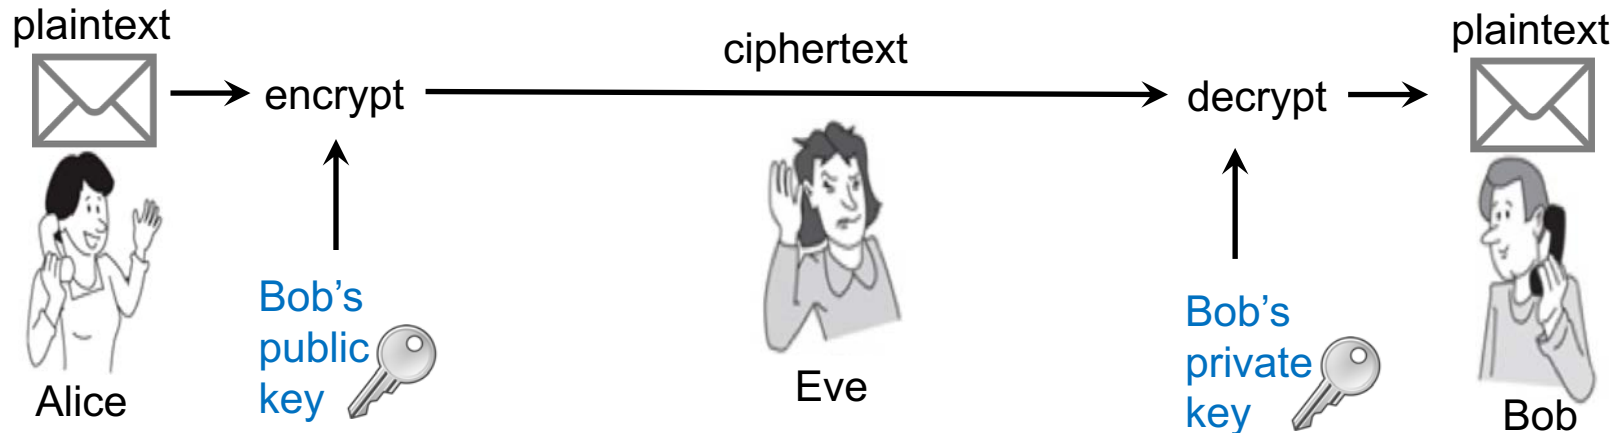 plaintext
ciphertext
plaintext
encrypt
decrypt
Bob’s
public
key
Bob’s
private
key
Alice
Eve
Bob